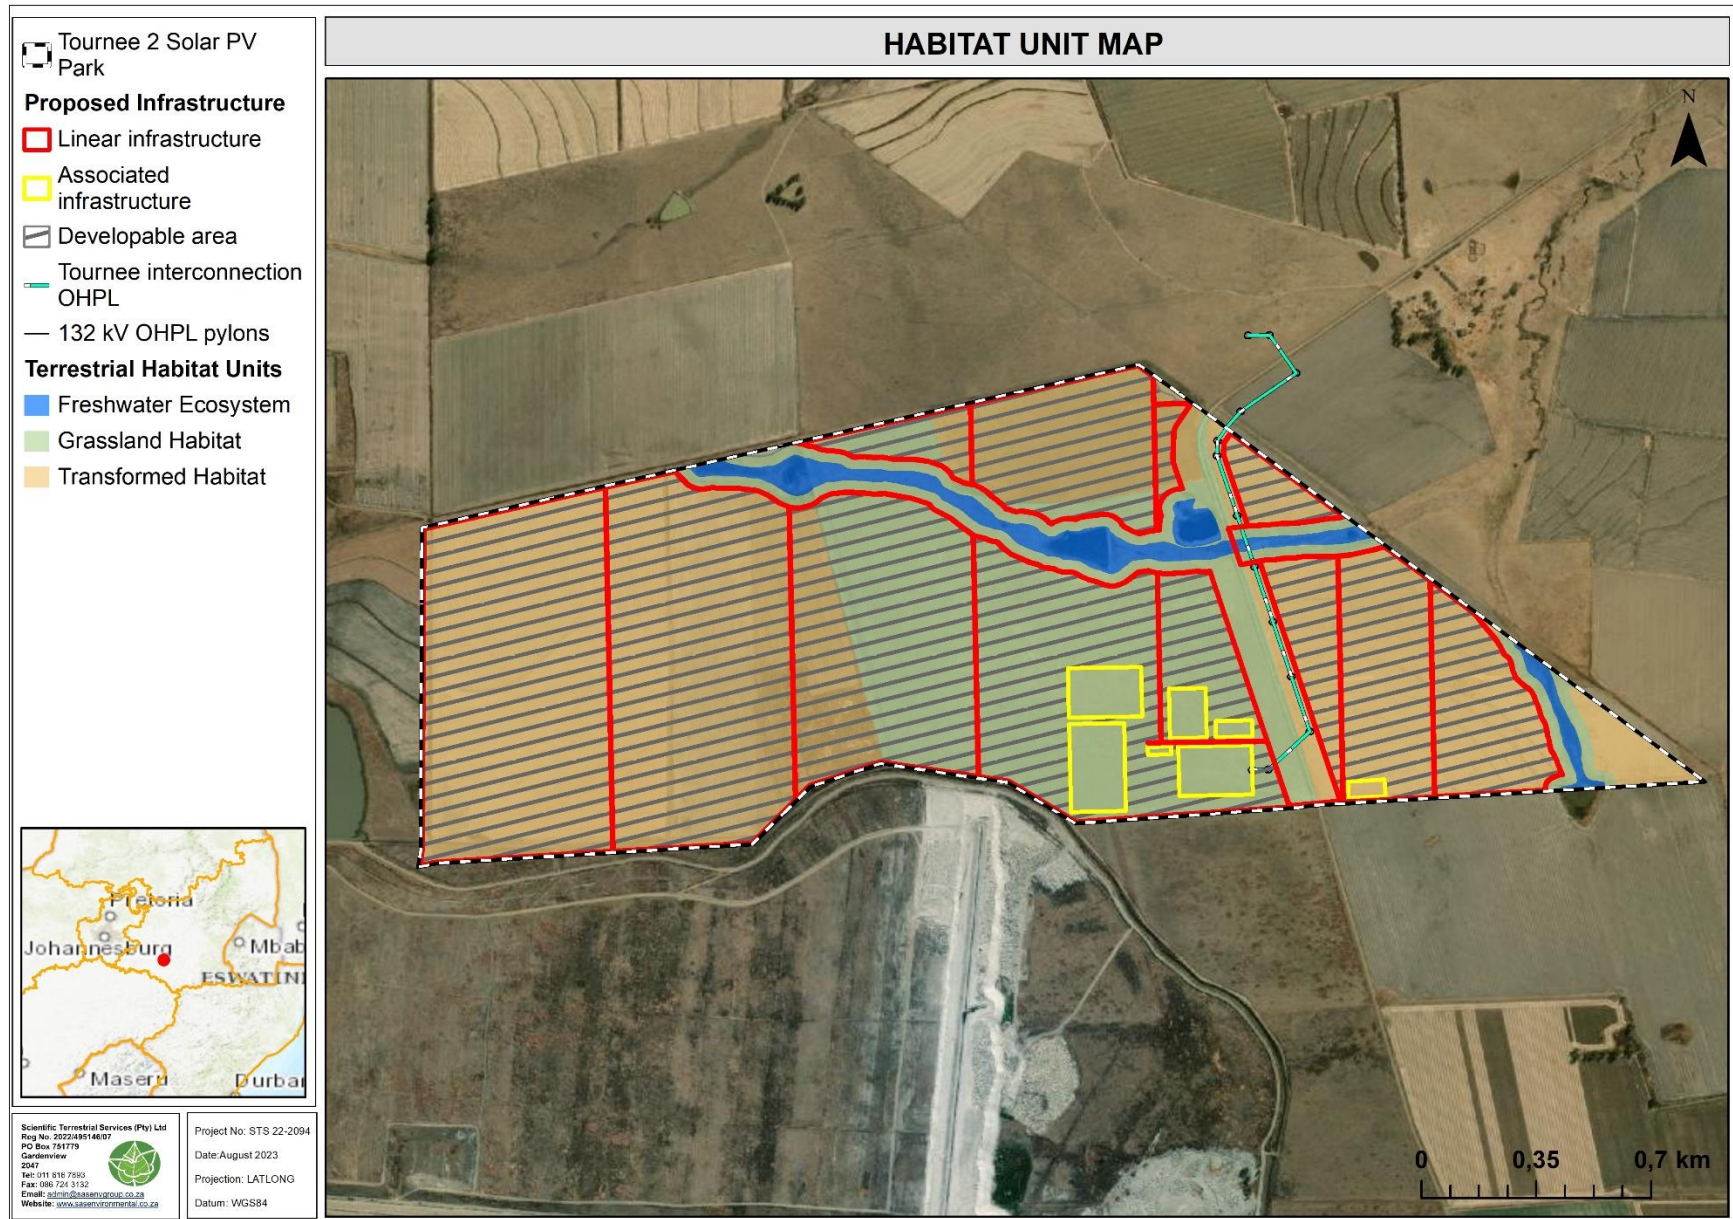 HABITAT UNIT MAP
Tournee 2 Solar PV
Park
Proposed Infrastructure
Linear infrastructure
Associated
infrastructure
Developable area
Tournee interconnection
OHPL
132 kV OHPL pylons
Terrestrial Habitat Units
Freshwater Ecosystem
Grassland Habitat
Transformed Habitat
N
Pretoria
Johannesburg
Mbab
ESWATINI
Maseru
Durba
0 0,35 0,7 km
Scientific Terrestrial Services (Pty) Ltd
Reg No. 2022/495146/07
PO Box 751779
Gardenview
2047
Tel: 011 616 7893
Fax: 086 724 3132
Email: admin@sasenvgroup.co.za
Website: www.sasenvironmental.co.za
Project No: STS 22-2094
Date:August 2023
Projection: LATLONG
Datum: WGS84